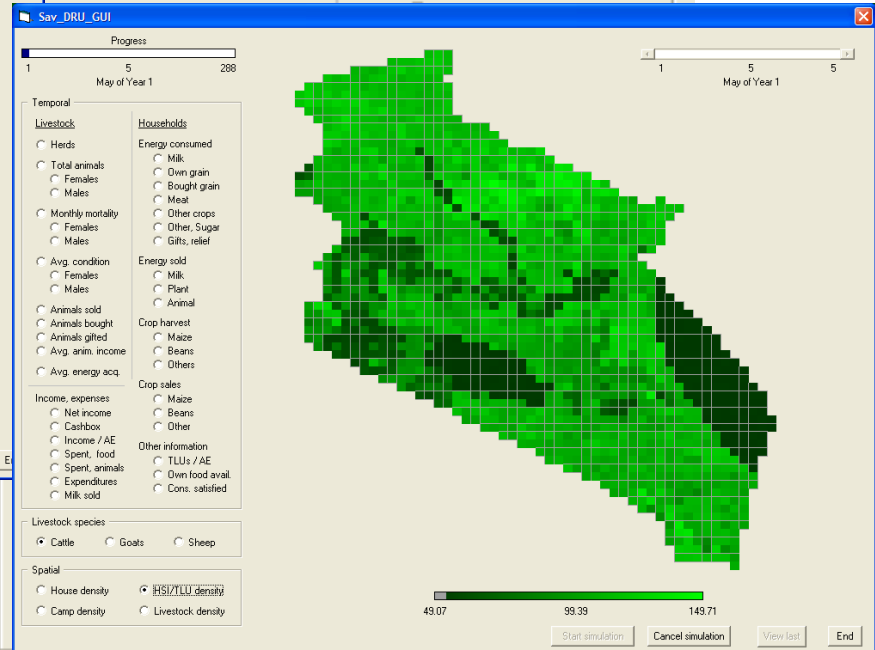 Sav_DRU_GUI
Progress
1 5 288
May of Year 1
1 5 5
May of Year 1
Temporal
Livestock
Herds
Total animals
Females
Males
Monthly mortality
Females
Males
Avg. condition
Females
Males
Animals sold
Animals bought
Animals gifted
Avg. anim. income
Avg. energy acq.
Income, expenses
Net income
Cashbox
Income / AE
Spent, food
Spent, animals
Expenditures
Milk sold
Households
Energy consumed
Milk
Own grain
Bought grain
Meat
Other crops
Other, Sugar
Gifts, relief
Energy sold
Milk
Plant
Animal
Crop harvest
Maize
Beans
Others
Crop sales
Maize
Beans
Other
Other information
TLUs / AE
Own food avail.
Cons. satisfied
Livestock species
Cattle Goats Sheep
Spatial
House density HSI/TLU density
Camp density Livestock density
49.07 99.39 149.71
Start simulation Cancel simulation View last End